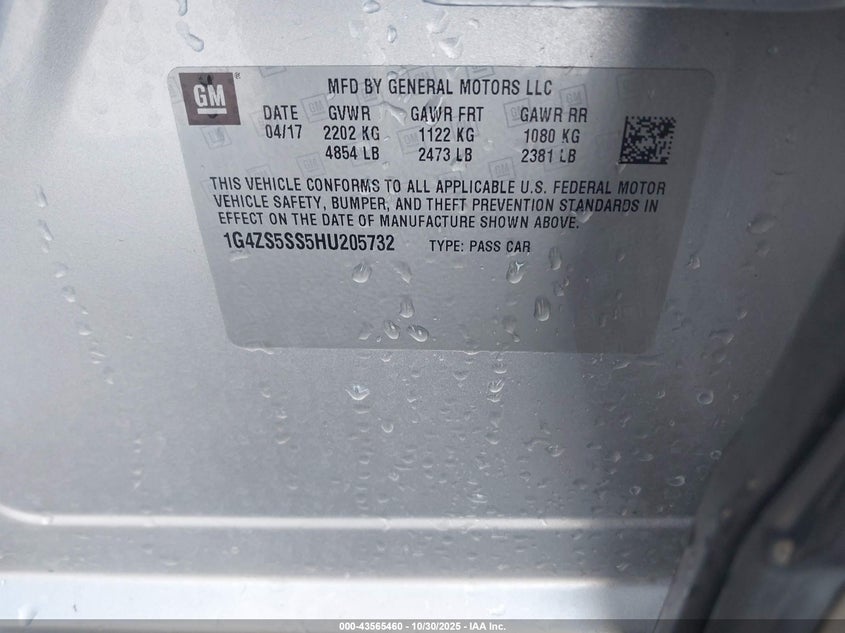 GM ®
MFD BY GENERAL MOTORS LLC
DATE GVWR GAWR FRT GAWR RR
04/17 2202 KG 1122 KG 1080 KG
4854 LB 2473 LB 2381 LB
THIS VEHICLE CONFORMS TO ALL APPLICABLE U.S. FEDERAL MOTOR
VEHICLE SAFETY, BUMPER, AND THEFT PREVENTION STANDARDS IN
EFFECT ON THE DATE OF MANUFACTURE SHOWN ABOVE.
1G4ZS5SS5HU205732 TYPE: PASS CAR
000-43565460 - 10/30/2025 - IAA Inc.